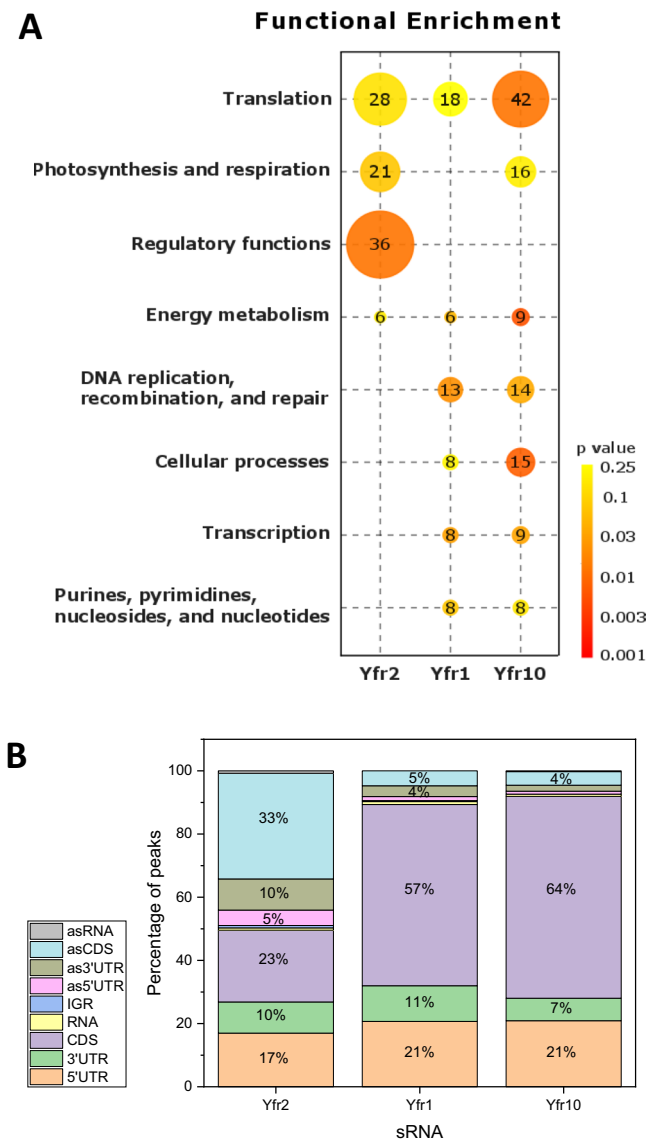 A
Functional Enrichment
Translation
28 18 42
Photosynthesis and respiration
21 16
Regulatory functions
36
Energy metabolism
6 6 9
DNA replication,
recombination, and repair
13 14
Cellular processes
8 15
Transcription
8 9
Purines, pyrimidines,
nucleosides, and nucleotides
8 8
Yfr2 Yfr1 Yfr10
p value
0.25
0.1
0.03
0.01
0.003
0.001
B
Percentage of peaks
100
80
60
40
20
0
33%
10%
5%
23%
10%
17%
5%
4%
57%
11%
21%
4%
64%
7%
21%
Yfr2 Yfr1 Yfr10
sRNA
asRNA
asCDS
as3'UTR
as5'UTR
IGR
RNA
CDS
3'UTR
5'UTR